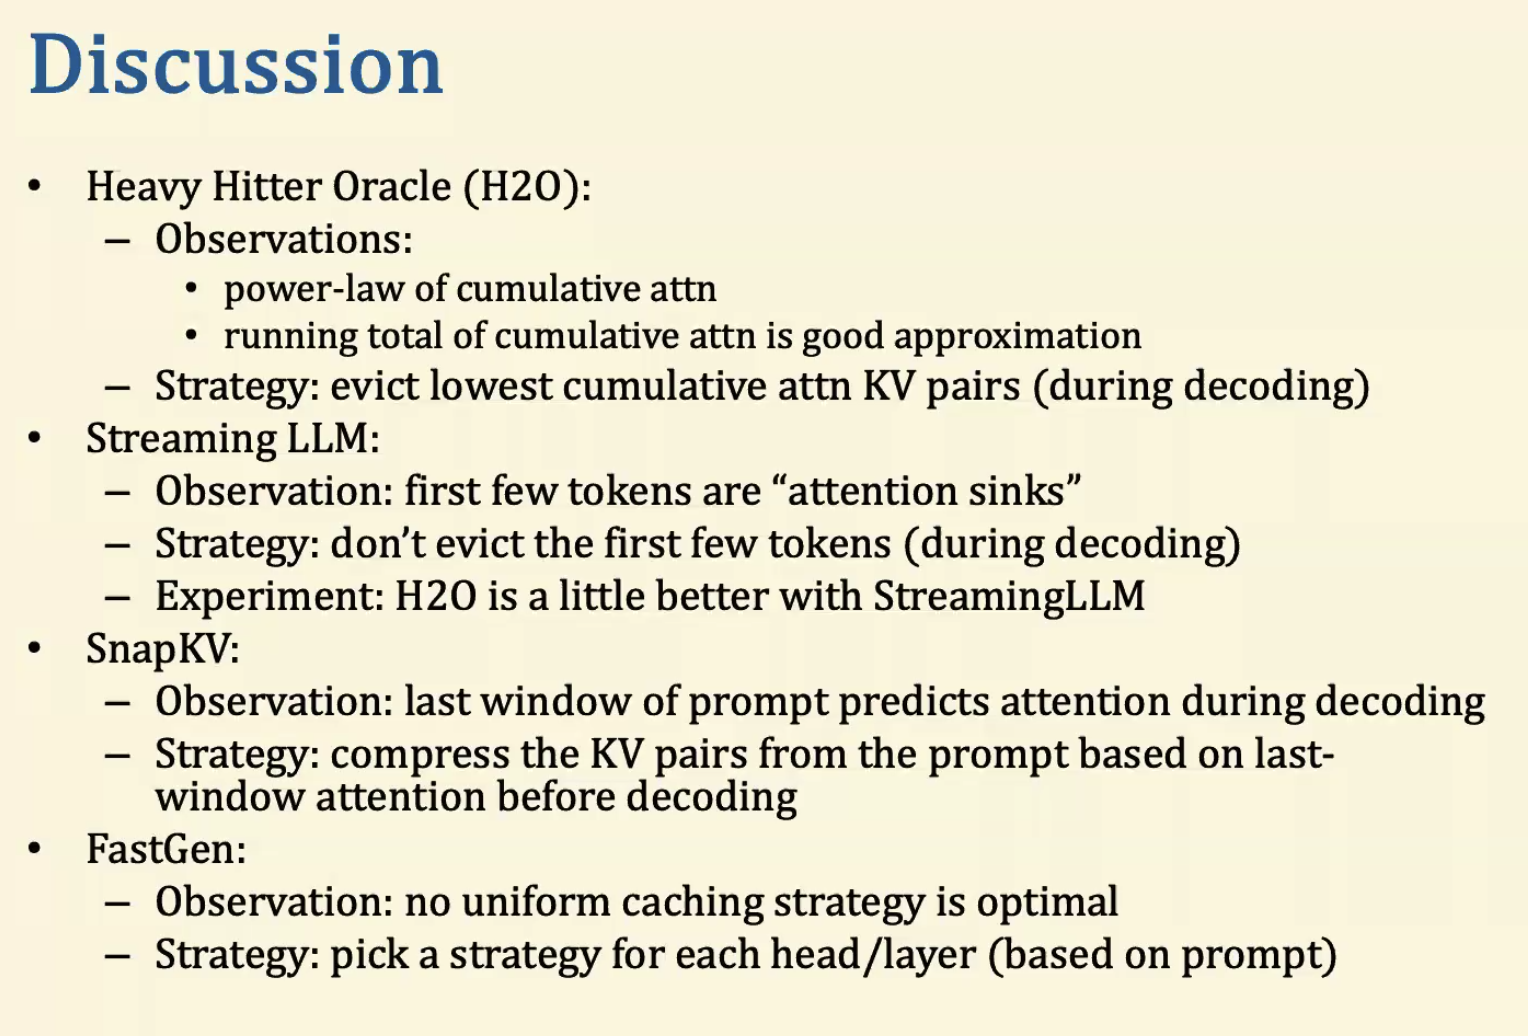 Discussion
• Heavy Hitter Oracle (H2O):
– Observations:
• power-law of cumulative attn
• running total of cumulative attn is good approximation
– Strategy: evict lowest cumulative attn KV pairs (during decoding)
• Streaming LLM:
– Observation: first few tokens are “attention sinks”
– Strategy: don’t evict the first few tokens (during decoding)
– Experiment: H2O is a little better with StreamingLLM
• SnapKV:
– Observation: last window of prompt predicts attention during decoding
– Strategy: compress the KV pairs from the prompt based on last-
window attention before decoding
• FastGen:
– Observation: no uniform caching strategy is optimal
– Strategy: pick a strategy for each head/layer (based on prompt)